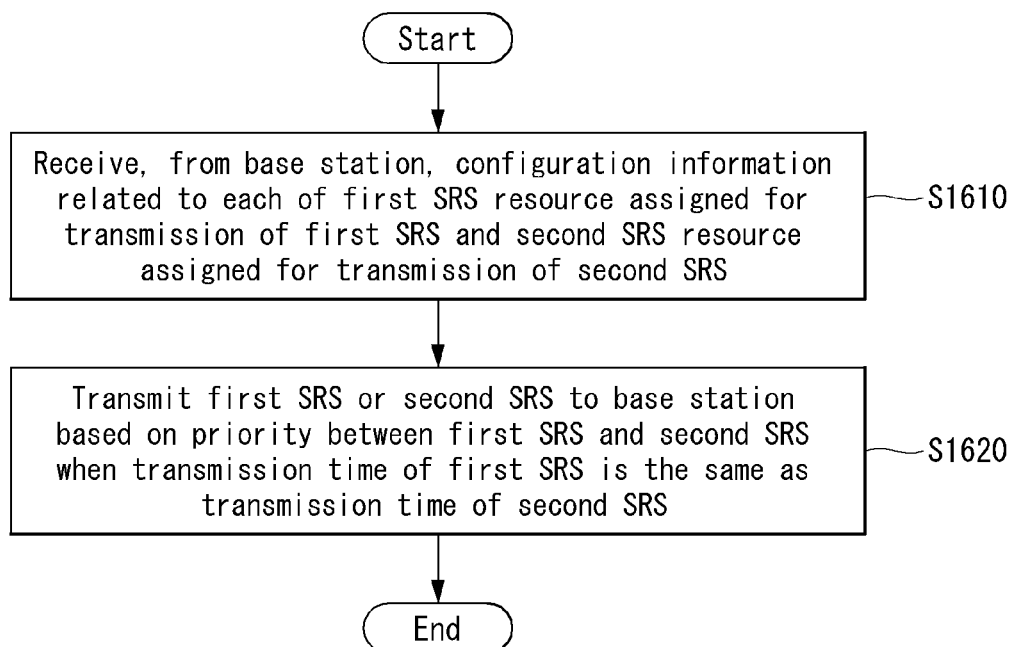 Start
Receive, from base station, configuration information
related to each of first SRS resource assigned for
transmission of first SRS and second SRS resource
assigned for transmission of second SRS
S1610
Transmit first SRS or second SRS to base station
based on priority between first SRS and second SRS
when transmission time of first SRS is the same as
transmission time of second SRS
S1620
End